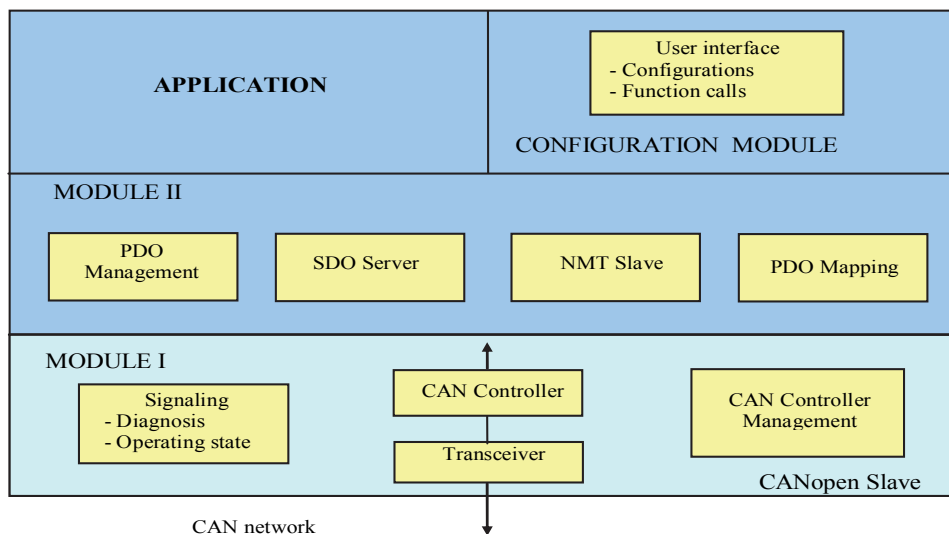 APPLICATION
User interface
- Configurations
- Function calls
CONFIGURATION MODULE
MODULE II
PDO
Management
SDO Server
NMT Slave
PDO Mapping
MODULE I
Signaling
- Diagnosis
- Operating state
CAN Controller
Transceiver
CAN Controller
Management
CANopen Slave
CAN network